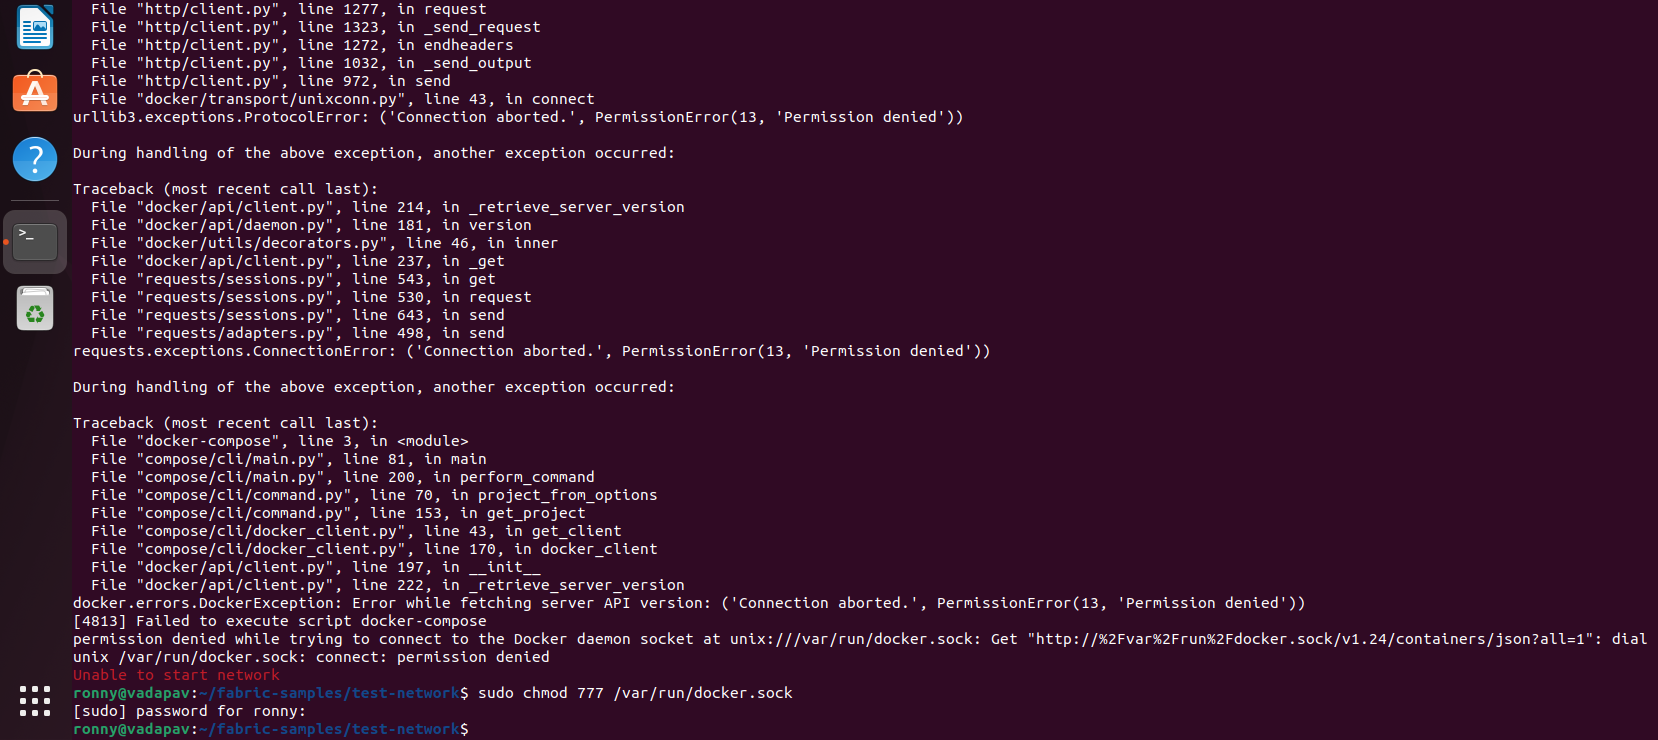 File "http/client.py", line 1277, in request
File "http/client.py", line 1323, in _send_request
File "http/client.py", line 1272, in endheaders
File "http/client.py", line 1032, in _send_output
File "http/client.py", line 972, in send
File "docker/transport/unixconn.py", line 43, in connect
urllib3.exceptions.ProtocolError: ('Connection aborted.', PermissionError(13, 'Permission denied'))
During handling of the above exception, another exception occurred:
Traceback (most recent call last):
File "docker/api/client.py", line 214, in _retrieve_server_version
File "docker/api/daemon.py", line 181, in version
File "docker/utils/decorators.py", line 46, in inner
File "docker/api/client.py", line 237, in _get
File "requests/sessions.py", line 543, in get
File "requests/sessions.py", line 530, in request
File "requests/sessions.py", line 643, in send
File "requests/adapters.py", line 498, in send
requests.exceptions.ConnectionError: ('Connection aborted.', PermissionError(13, 'Permission denied'))
During handling of the above exception, another exception occurred:
Traceback (most recent call last):
File "docker-compose", line 3, in <module>
File "compose/cli/main.py", line 81, in main
File "compose/cli/main.py", line 200, in perform_command
File "compose/cli/command.py", line 70, in project_from_options
File "compose/cli/command.py", line 153, in get_project
File "compose/cli/docker_client.py", line 43, in get_client
File "compose/cli/docker_client.py", line 170, in docker_client
File "docker/api/client.py", line 197, in __init__
File "docker/api/client.py", line 222, in _retrieve_server_version
docker.errors.DockerException: Error while fetching server API version: ('Connection aborted.', PermissionError(13, 'Permission denied'))
[4813] Failed to execute script docker-compose
permission denied while trying to connect to the Docker daemon socket at unix:///var/run/docker.sock: Get "http://%2Fvar%2Frun%2Fdocker.sock/v1.24/containers/json?all=1": dial
unix /var/run/docker.sock: connect: permission denied
Unable to start network
ronny@vadapav:~/fabric-samples/test-network$ sudo chmod 777 /var/run/docker.sock
[sudo] password for ronny:
ronny@vadapav:~/fabric-samples/test-network$